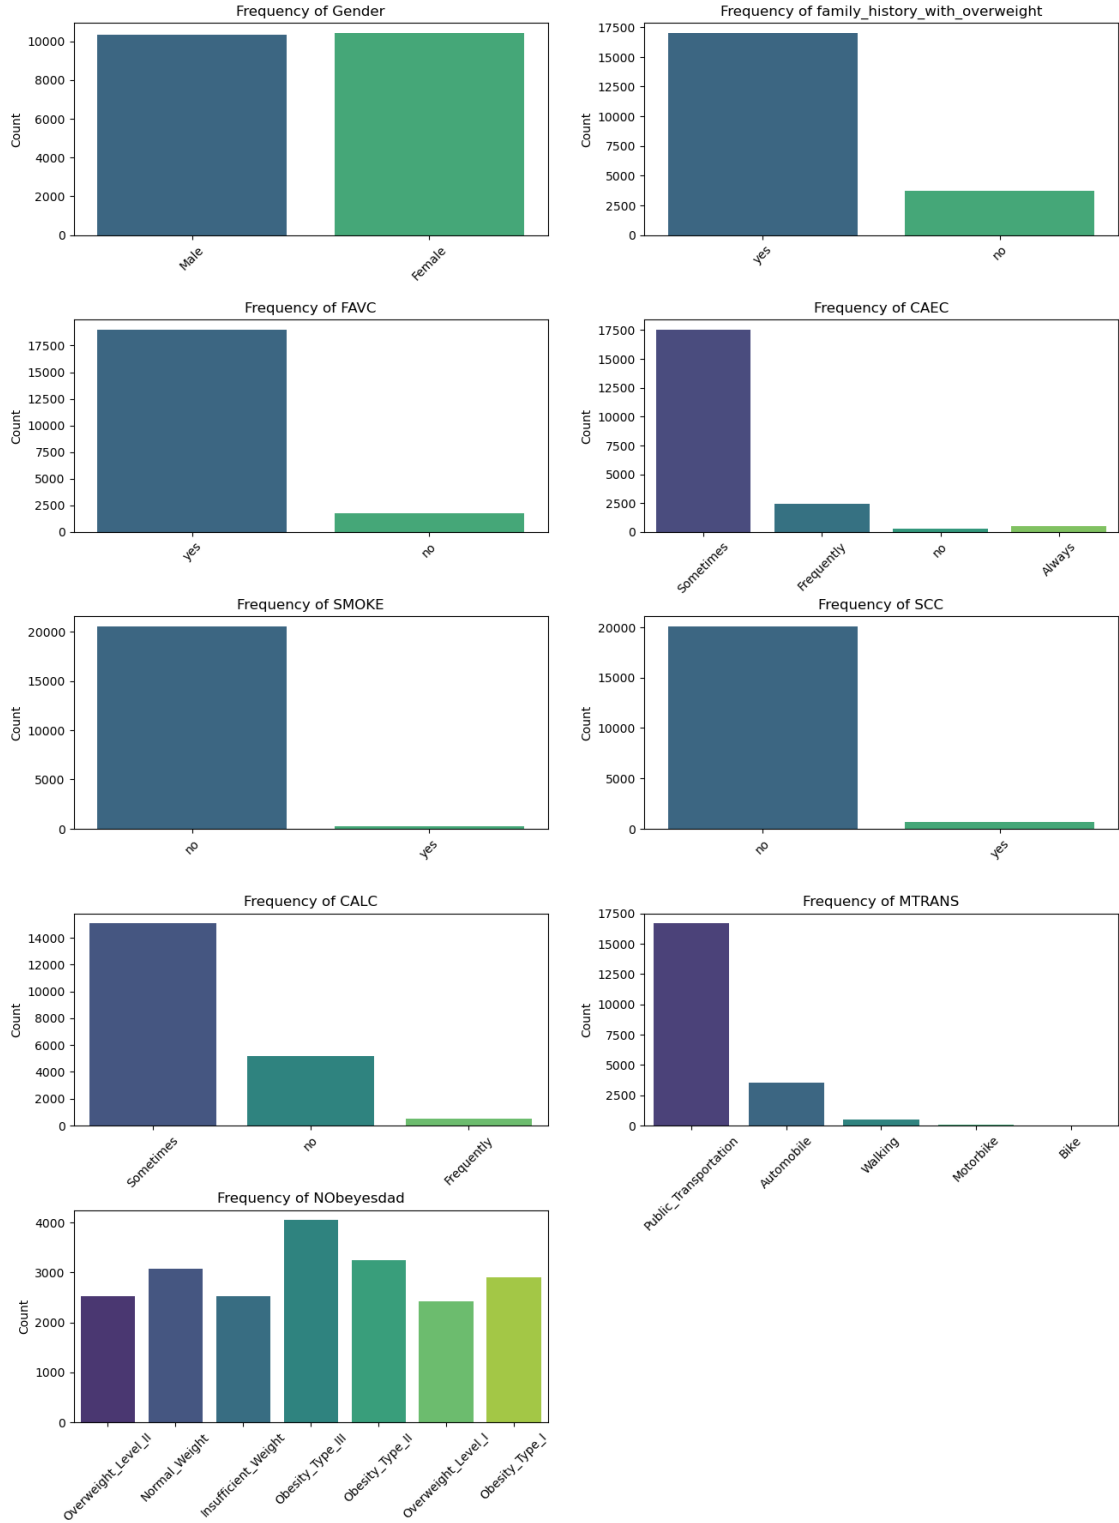 Frequency of Gender
Count
10000
8000
6000
4000
2000
0
Male
Female
Frequency of family_history_with_overweight
Count
17500
15000
12500
10000
7500
5000
2500
0
yes
no
Frequency of FAVC
Count
17500
15000
12500
10000
7500
5000
2500
0
yes
no
Frequency of CAEC
Count
17500
15000
12500
10000
7500
5000
2500
0
Sometimes
Frequently
no
Always
Frequency of SMOKE
Count
20000
15000
10000
5000
0
no
yes
Frequency of SCC
Count
20000
15000
10000
5000
0
no
yes
Frequency of CALC
Count
14000
12000
10000
8000
6000
4000
2000
0
Sometimes
no
Frequently
Frequency of MTRANS
Count
17500
15000
12500
10000
7500
5000
2500
0
Public_Transportation
Automobile
Walking
Motorbike
Bike
Frequency of NObeyesdad
Count
4000
3000
2000
1000
0
Overweight_Level_II
Normal_Weight
Insufficient_Weight
Obesity_Type_III
Obesity_Type_II
Overweight_Level_I
Obesity_Type_I